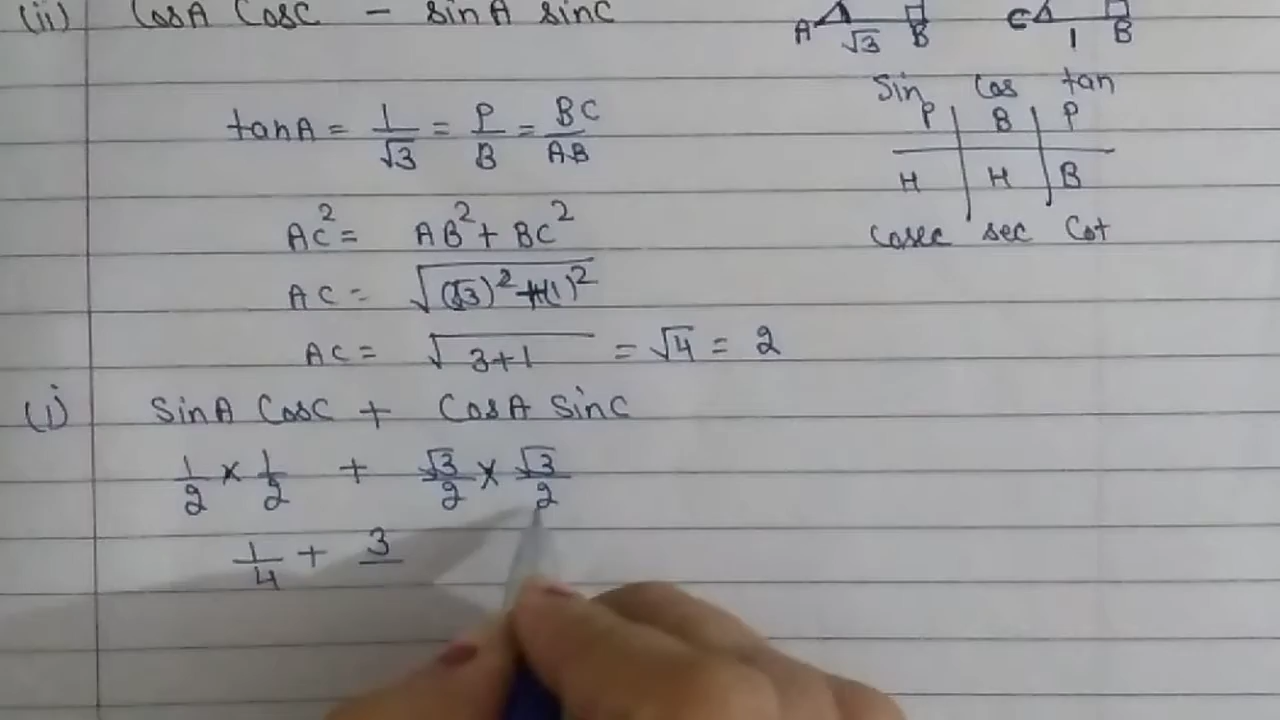 (ii) CosA CosC - sinA sinC
A √3 B C 1 B
Sin Cos tan
P B P
H H B
Cosec sec Cot
tanA = 1/√3 = P/B = BC/AB
AC² = AB² + BC²
AC = √((√3)² + (1)²)
AC = √(3+1) = √4 = 2
(i) SinA CosC + CosA SinC
1/2 × 1/2 + √3/2 × √3/2
1/4 + 3